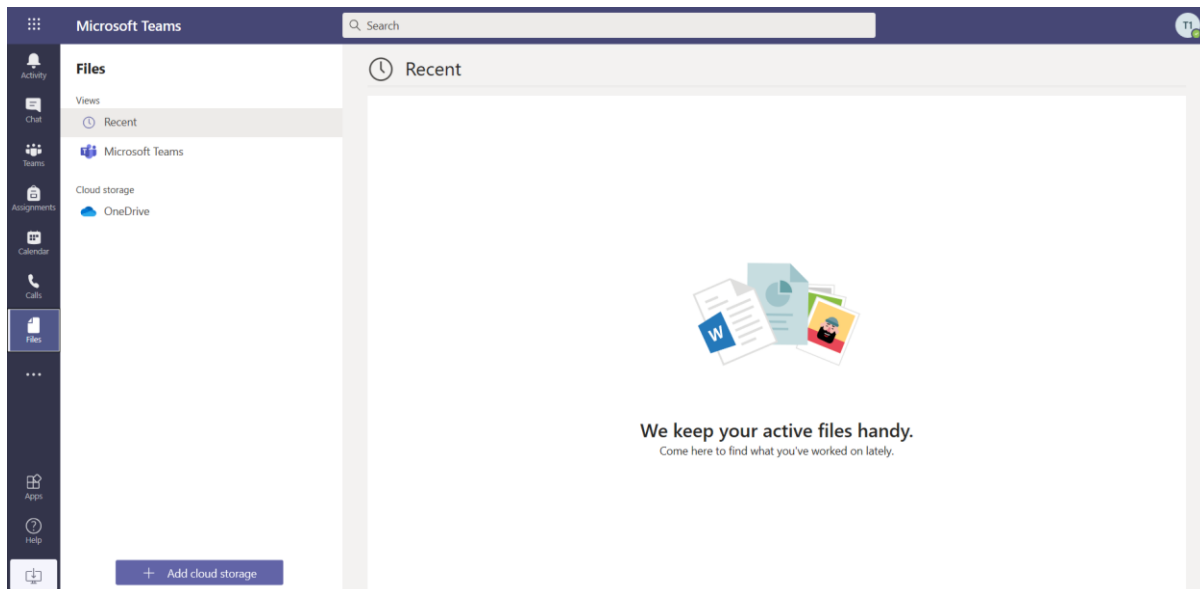 Microsoft Teams
Search
T1
Activity
Chat
Teams
Assignments
Calendar
Calls
Files
Apps
Help
Files
Views
Recent
Microsoft Teams
Cloud storage
OneDrive
+ Add cloud storage
Recent
W
We keep your active files handy.
Come here to find what you've worked on lately.